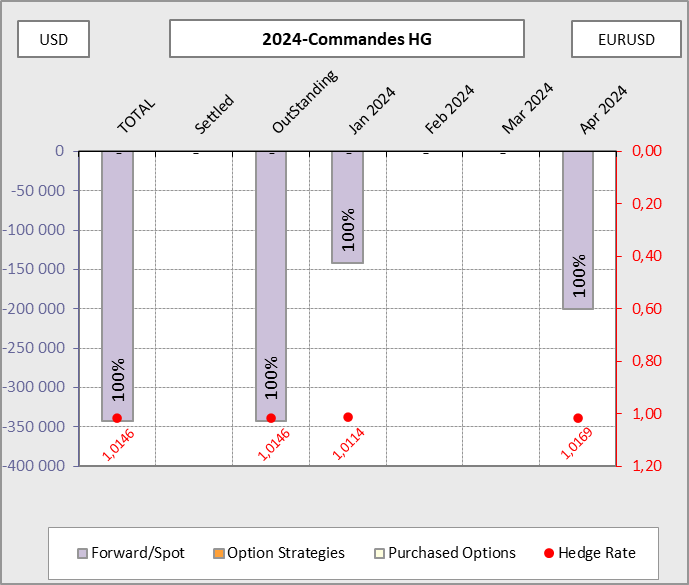 USD
2024-Commandes HG
EURUSD
TOTAL
Settled
OutStanding
Jan 2024
Feb 2024
Mar 2024
Apr 2024
0
-50 000
-100 000
-150 000
-200 000
-250 000
-300 000
-350 000
-400 000
0,00
0,20
0,40
0,60
0,80
1,00
1,20
100%
100%
100%
100%
1,0146
1,0146
1,0114
1,0169
Forward/Spot
Option Strategies
Purchased Options
Hedge Rate